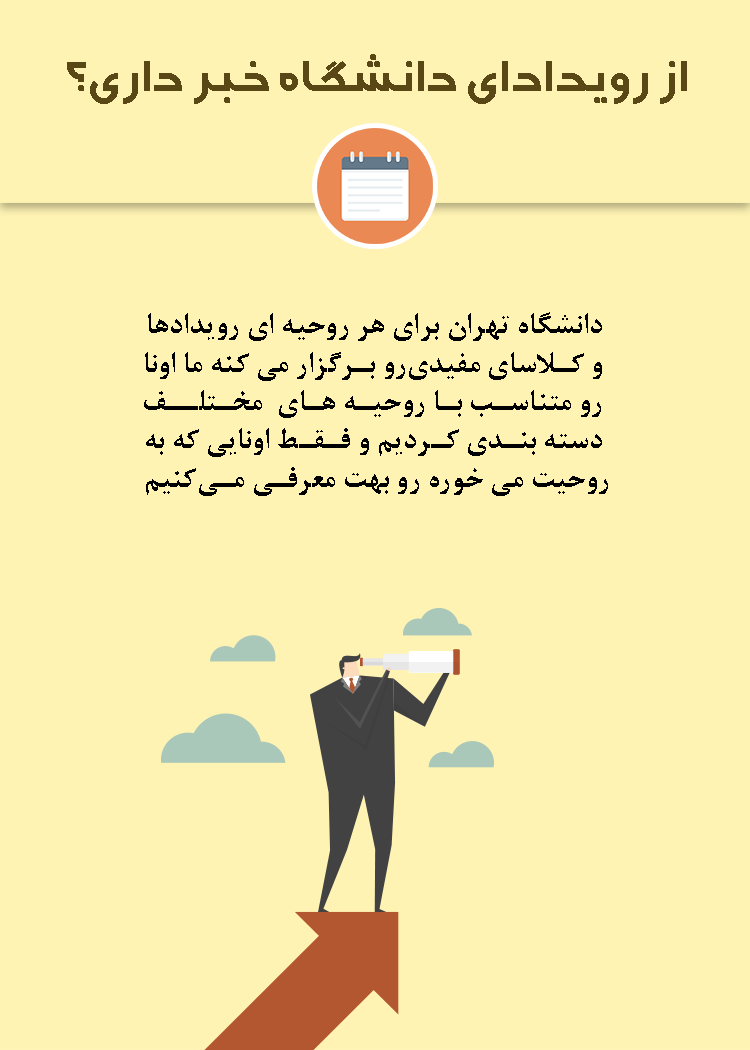 از رویدادای دانشگاه خبر داری؟
دانشگاه تهران برای هر روحیه ای رویدادها
و کلاسای مفیدی‌رو برگزار می کنه ما اونا
رو متناسب با روحیه های مختلف
دسته بندی کردیم و فقط اونایی که به
روحیت می خوره رو بهت معرفی می‌کنیم